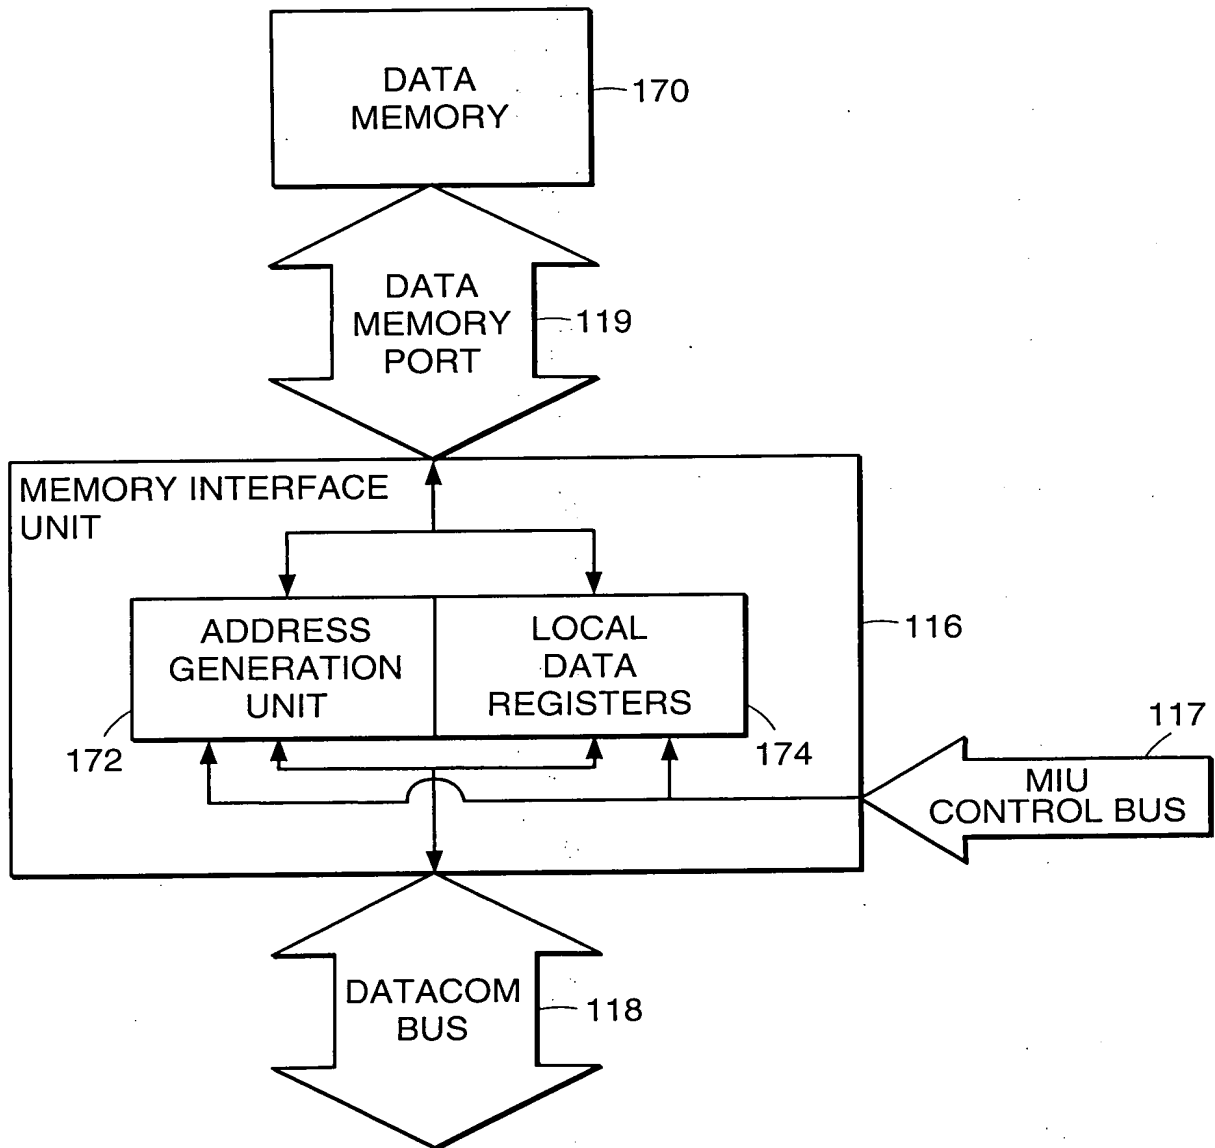 DATA
MEMORY
170
DATA
MEMORY
PORT
119
MEMORY INTERFACE
UNIT
ADDRESS
GENERATION
UNIT
LOCAL
DATA
REGISTERS
116
172
174
117
MIU
CONTROL BUS
DATACOM
BUS
118